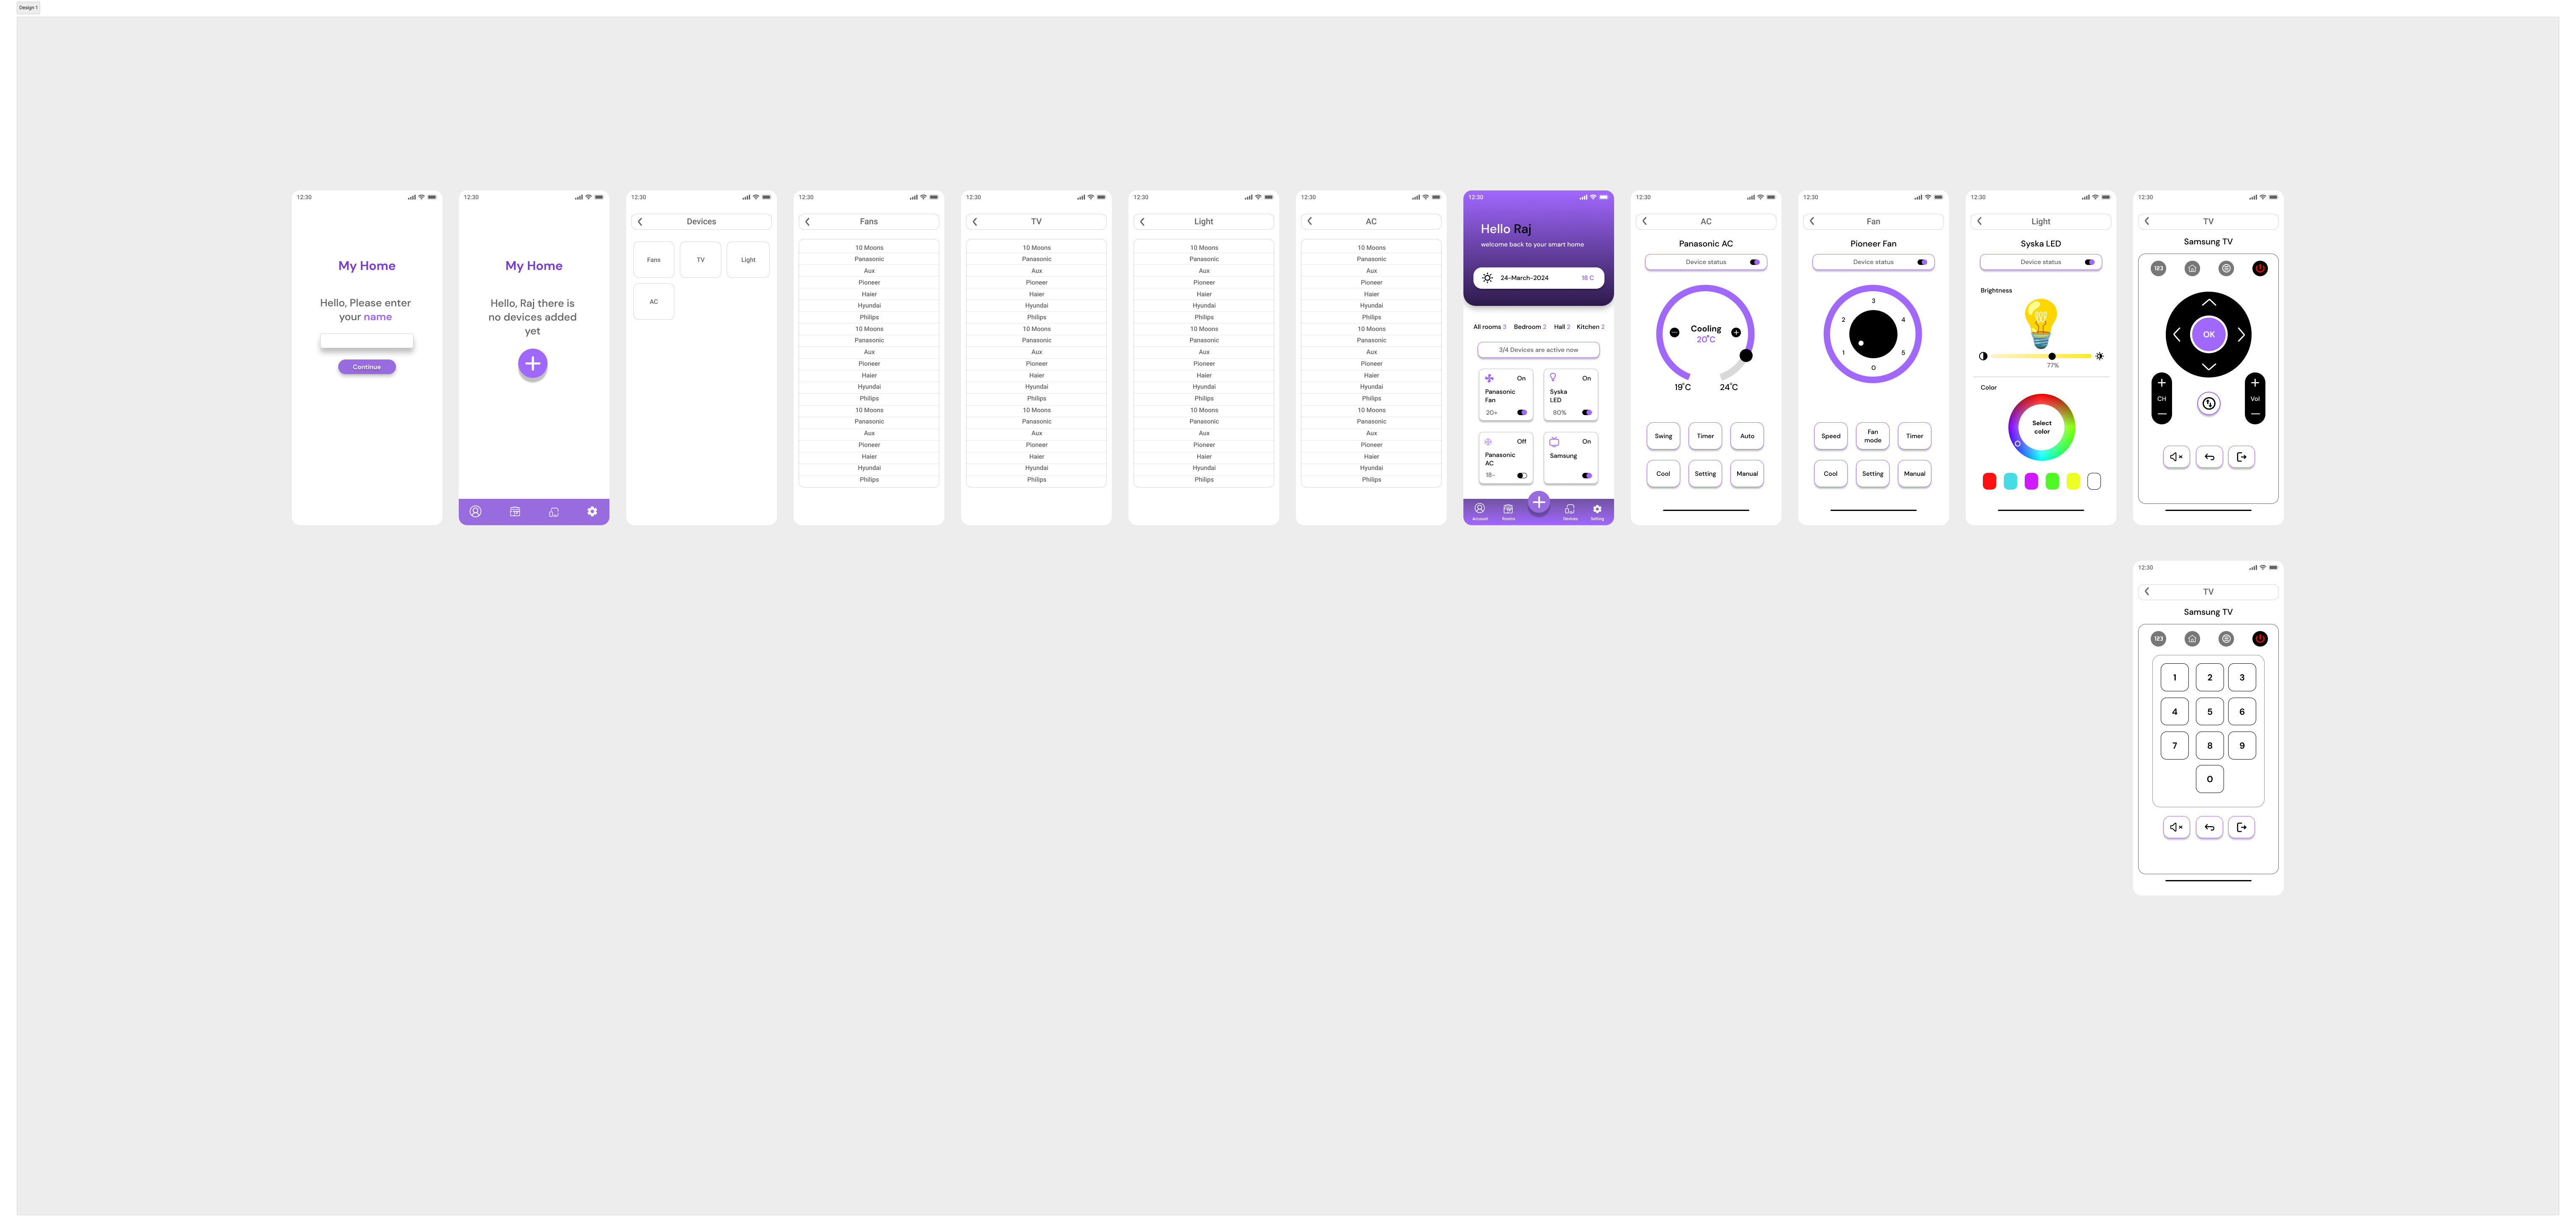 Design 1
12:30
My Home
Hello, Please enter
your name
Continue
12:30
My Home
Hello, Raj there is
no devices added
yet
12:30
Devices
Fans
TV
Light
AC
12:30
Fans
10 Moons
Panasonic
Aux
Pioneer
Haier
Hyundai
Philips
10 Moons
Panasonic
Aux
Pioneer
Haier
Hyundai
Philips
10 Moons
Panasonic
Aux
Pioneer
Haier
Hyundai
Philips
12:30
TV
10 Moons
Panasonic
Aux
Pioneer
Haier
Hyundai
Philips
10 Moons
Panasonic
Aux
Pioneer
Haier
Hyundai
Philips
10 Moons
Panasonic
Aux
Pioneer
Haier
Hyundai
Philips
12:30
Light
10 Moons
Panasonic
Aux
Pioneer
Haier
Hyundai
Philips
10 Moons
Panasonic
Aux
Pioneer
Haier
Hyundai
Philips
10 Moons
Panasonic
Aux
Pioneer
Haier
Hyundai
Philips
12:30
AC
10 Moons
Panasonic
Aux
Pioneer
Haier
Hyundai
Philips
10 Moons
Panasonic
Aux
Pioneer
Haier
Hyundai
Philips
10 Moons
Panasonic
Aux
Pioneer
Haier
Hyundai
Philips
12:30
Hello Raj
welcome back to your smart home
24-March-2024 18 C
All rooms 3 Bedroom 2 Hall 2 Kitchen 2
3/4 Devices are active now
On
Panasonic
Fan
20+
On
Syska
LED
80%
Off
Panasonic
AC
18-
On
Samsung
Account Rooms Devices Setting
12:30
AC
Panasonic AC
Device status
Cooling
20°C
19°C 24°C
Swing Timer Auto
Cool Setting Manual
12:30
Fan
Pioneer Fan
Device status
3
2 4
1 5
0
Speed Fan mode Timer
Cool Setting Manual
12:30
Light
Syska LED
Device status
Brightness
77%
Color
Select
color
12:30
TV
Samsung TV
123
OK
CH Vol
12:30
TV
Samsung TV
123
1 2 3
4 5 6
7 8 9
0